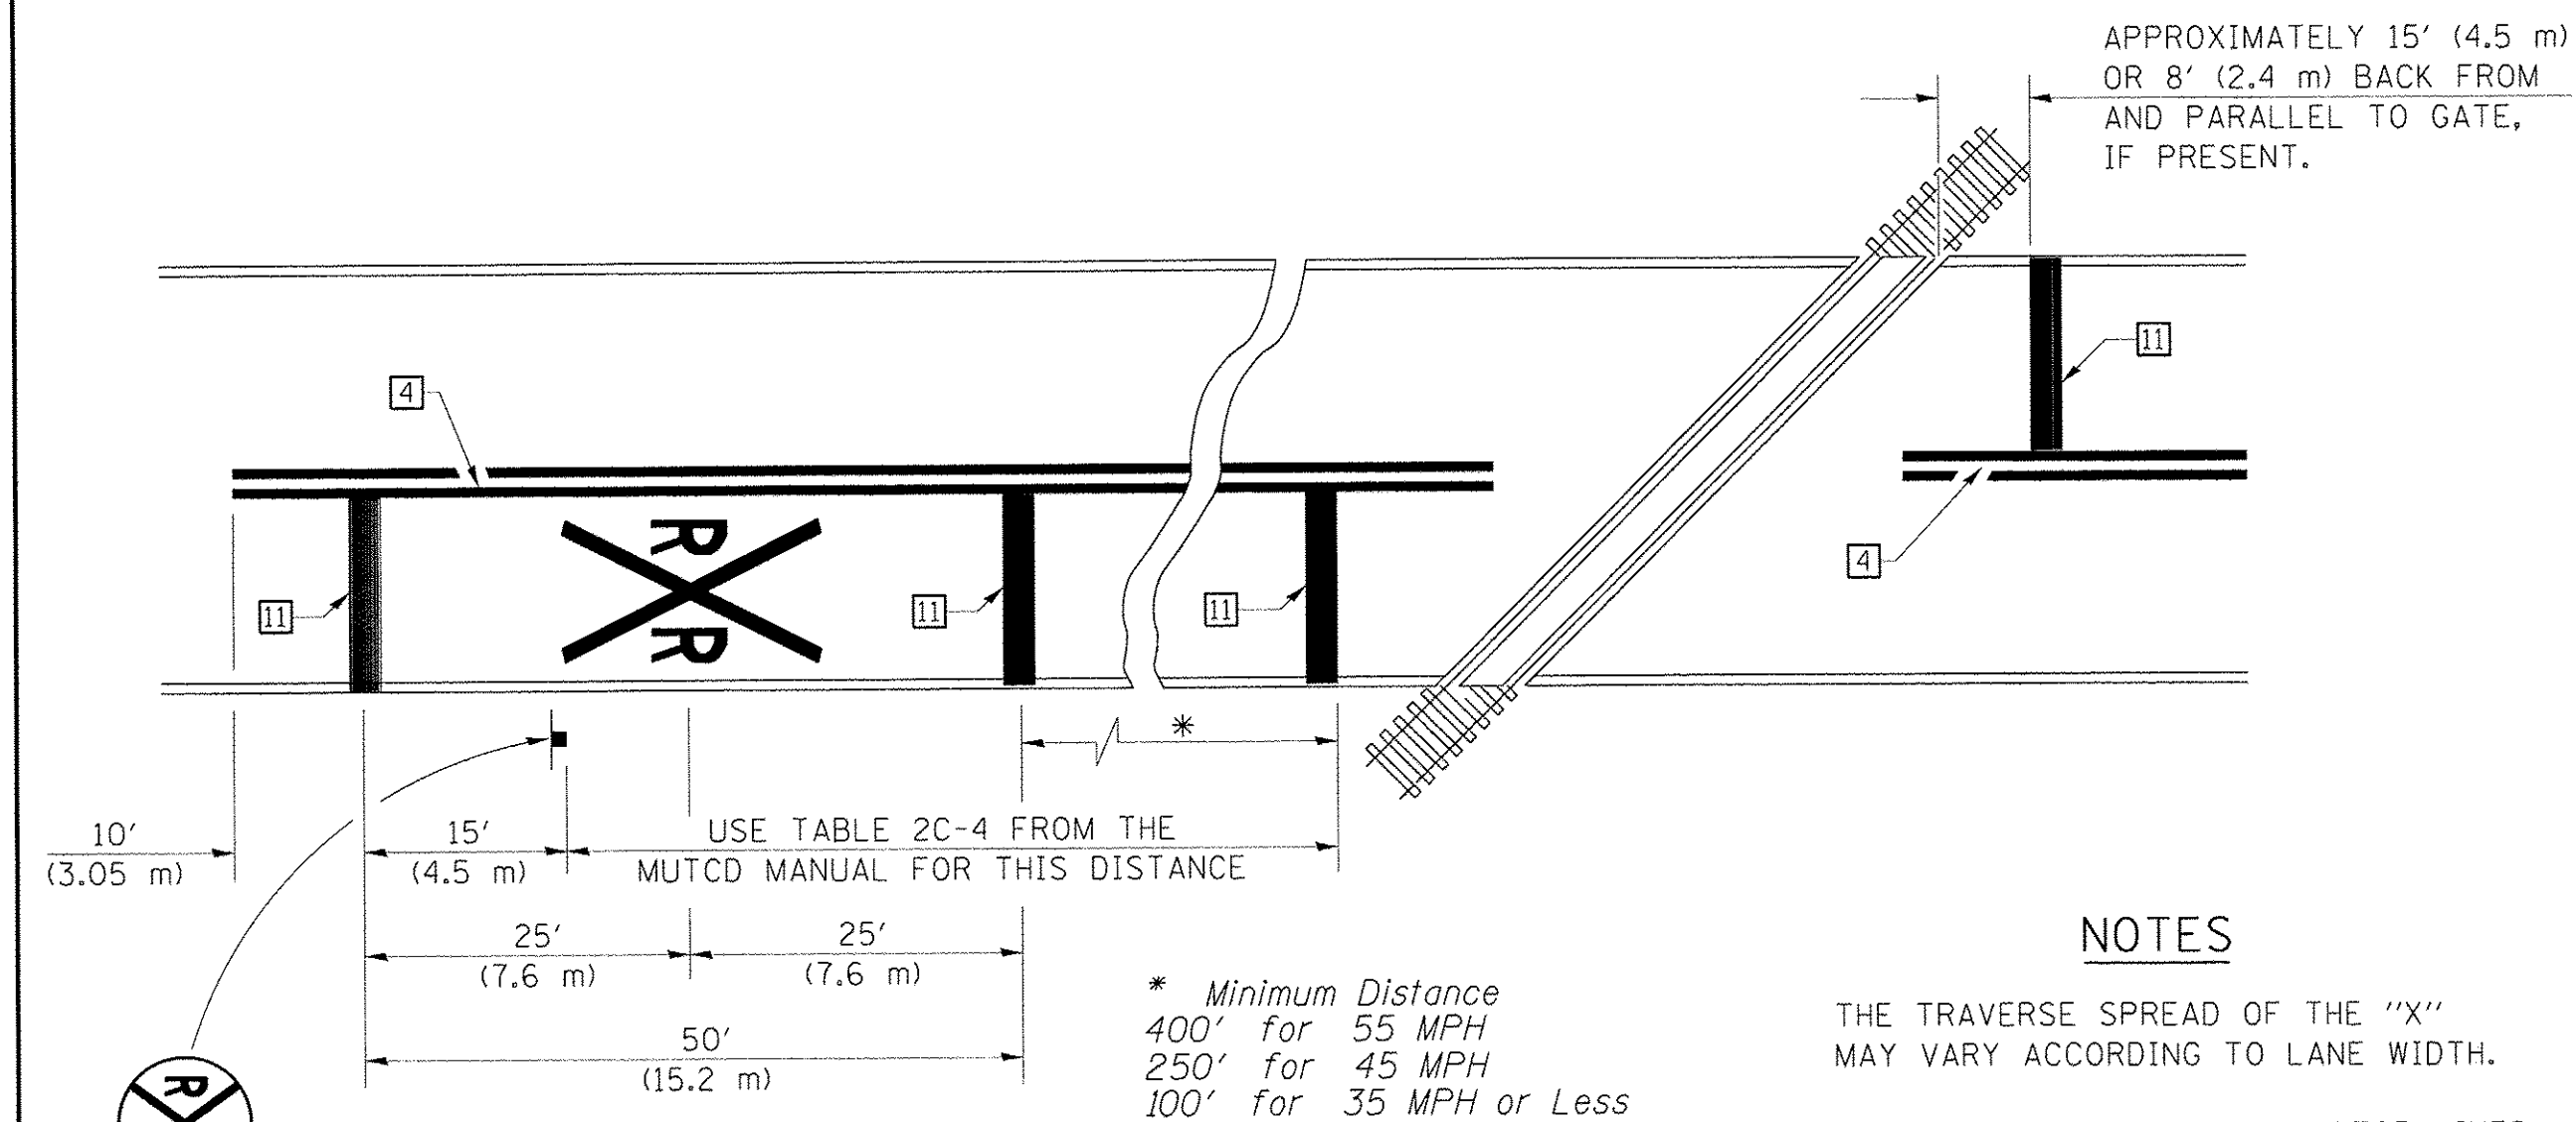 APPROXIMATELY 15' (4.5 m)
OR 8' (2.4 m) BACK FROM
AND PARALLEL TO GATE,
IF PRESENT.
11
4
4
R
R
11
11
11
*
10'
(3.05 m)
15'
(4.5 m)
USE TABLE 2C-4 FROM THE
MUTCD MANUAL FOR THIS DISTANCE
25'
(7.6 m)
25'
(7.6 m)
50'
(15.2 m)
R
* Minimum Distance
400' for 55 MPH
250' for 45 MPH
100' for 35 MPH or Less
NOTES
THE TRAVERSE SPREAD OF THE "X"
MAY VARY ACCORDING TO LANE WIDTH.